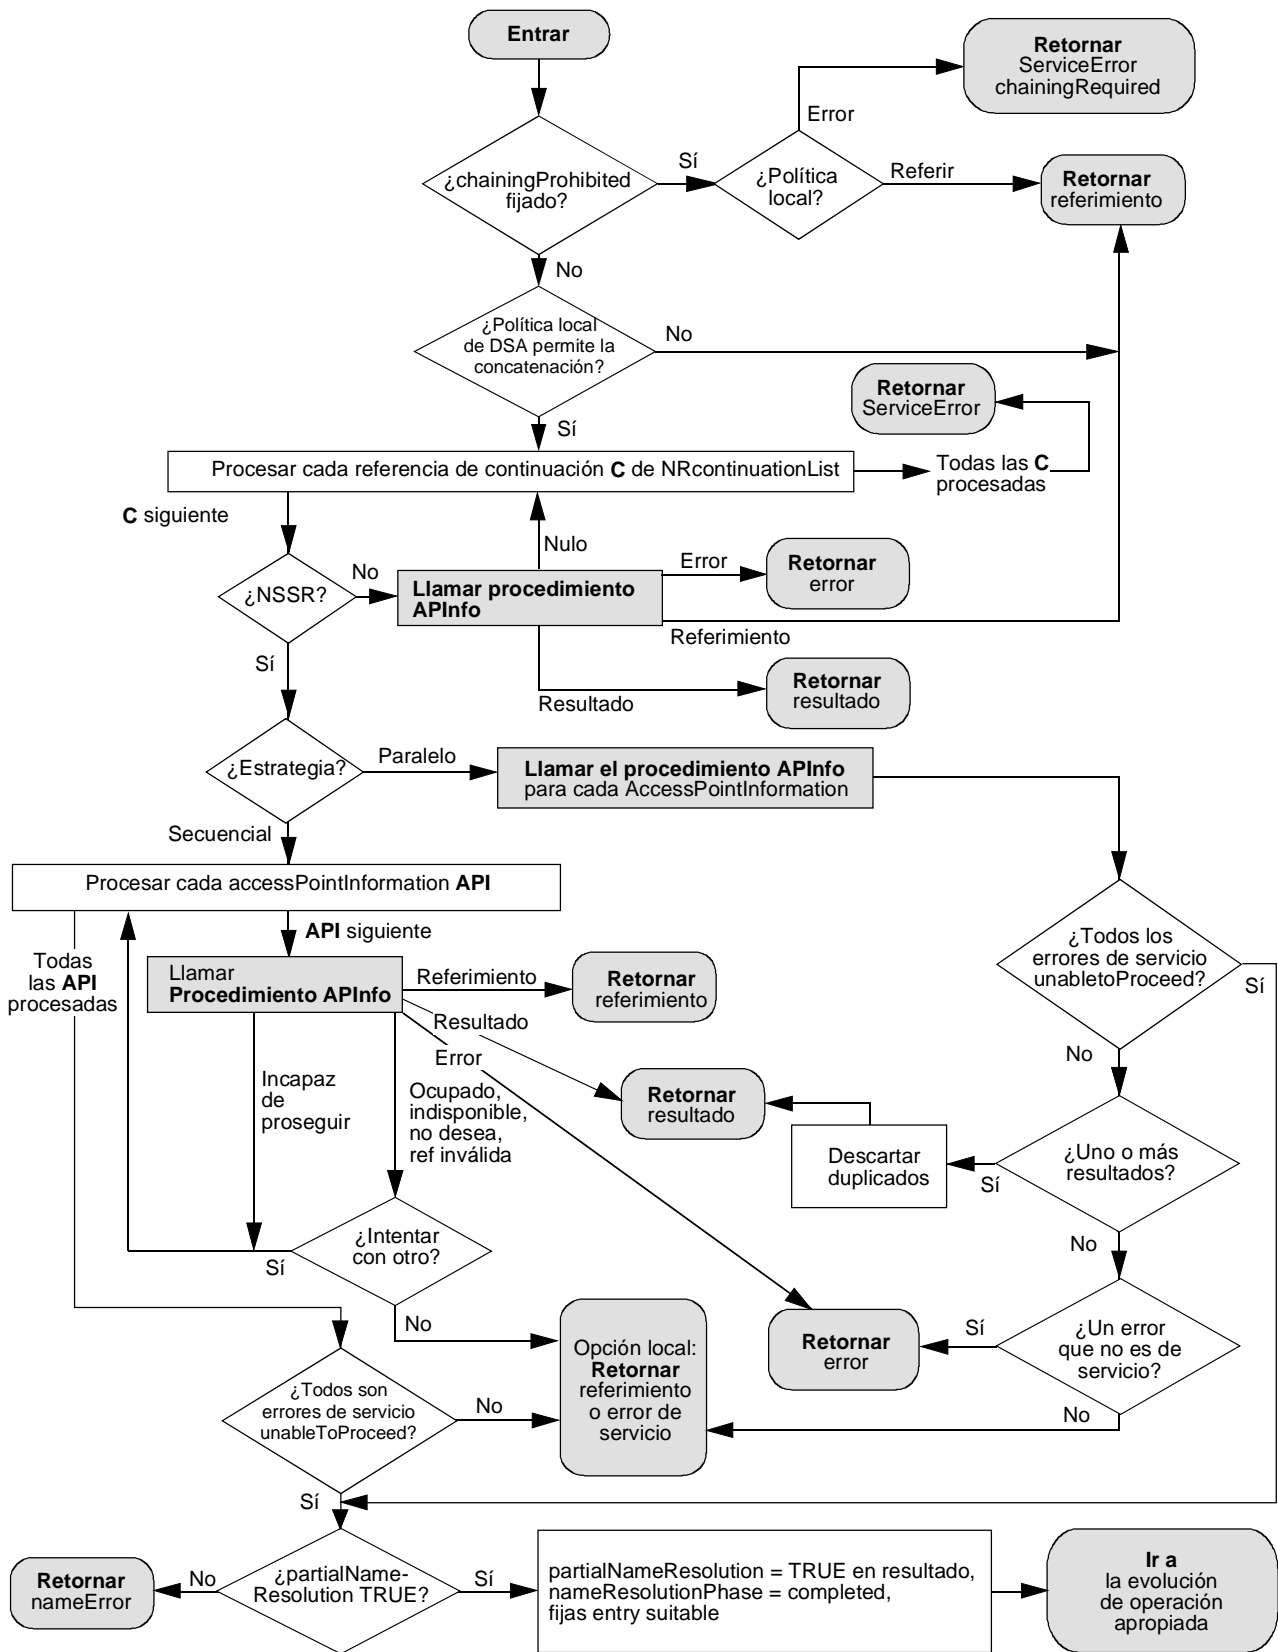 Entrar
Retornar
ServiceError
chainingRequired
Error
¿chainingProhibited
fijado?
Sí
¿Política
local?
Referir
Retornar
referimiento
No
¿Política local
de DSA permite la
concatenación?
No
Retornar
ServiceError
Sí
Procesar cada referencia de continuación C de NRcontinuationList
Todas las C
procesadas
C siguiente
Nulo
¿NSSR?
No
Llamar procedimiento
APInfo
Error
Retornar
error
Referimiento
Sí
Resultado
Retornar
resultado
¿Estrategia?
Paralelo
Llamar el procedimiento APInfo
para cada AccessPointInformation
Secuencial
Procesar cada accessPointInformation API
API siguiente
Todas
las API
procesadas
Llamar
Procedimiento APInfo
Referimiento
Retornar
referimiento
¿Todos los
errores de servicio
unabletoProceed?
Sí
Resultado
Error
No
Incapaz
de
proseguir
Ocupado,
indisponible,
no desea,
ref inválida
Retornar
resultado
Descartar
duplicados
Sí
¿Uno o más
resultados?
¿Intentar
con otro?
Sí
No
No
Opción local:
Retornar
referimiento
o error de
servicio
Retornar
error
Sí
¿Un error
que no es de
servicio?
No
¿Todos son
errores de servicio
unableToProceed?
No
Sí
Retornar
nameError
No
¿partialName-
Resolution TRUE?
Sí
partialNameResolution = TRUE en resultado,
nameResolutionPhase = completed,
fijas entry suitable
Ir a
la evolución
de operación
apropiada